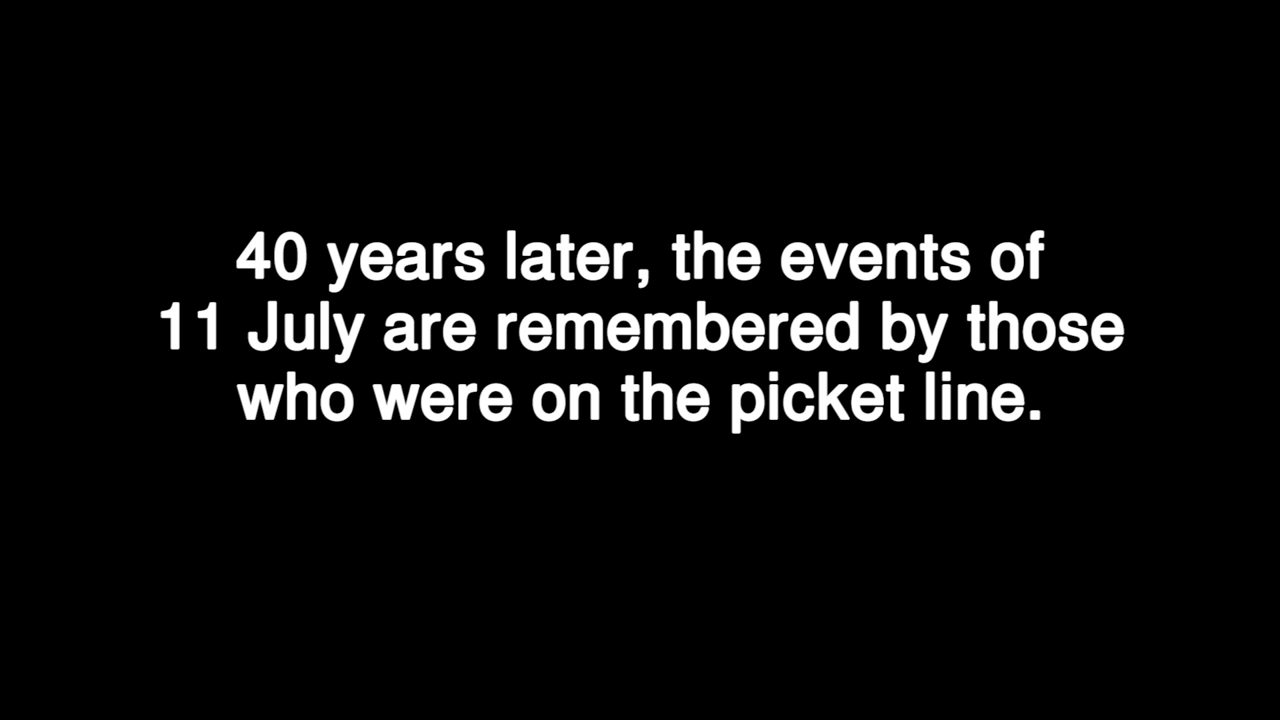 40 years later, the events of
11 July are remembered by those
who were on the picket line.